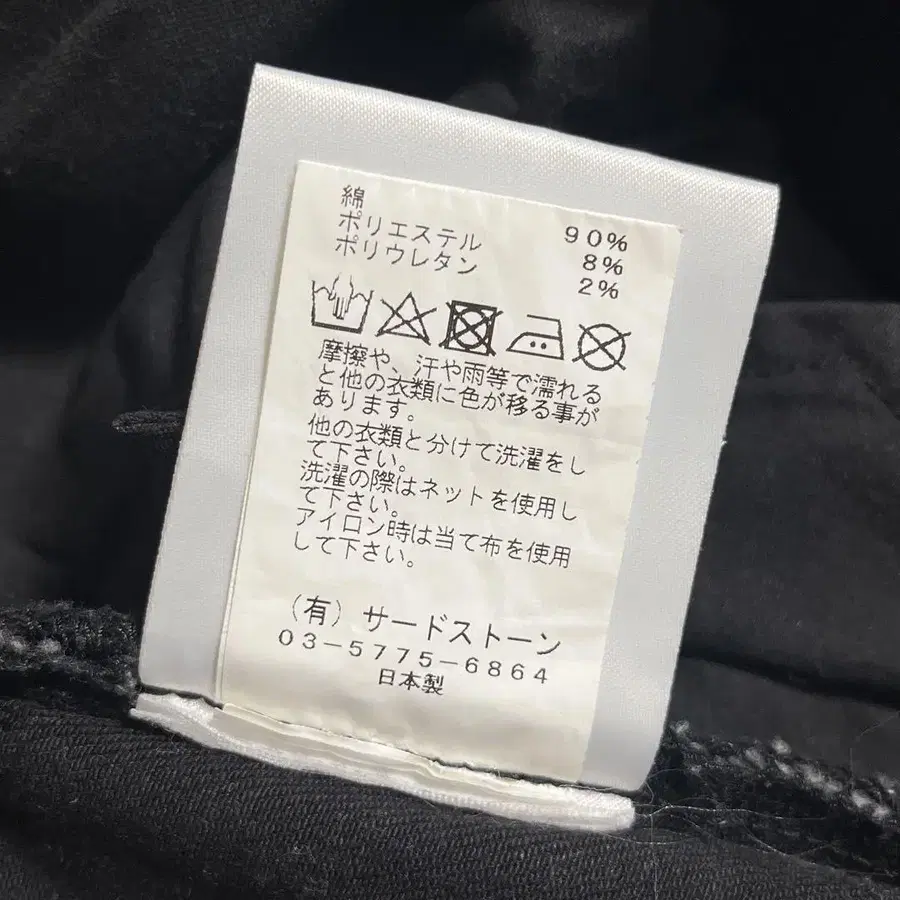 綿 90%
ポリエステル 8%
ポリウレタン 2%
摩擦や、汗や雨等で濡れる
と他の衣類に色が移る事が
あります。
他の衣類と分けて洗濯をし
て下さい。
洗濯の際はネットを使用し
て下さい。
アイロン時は当て布を使用
して下さい。
(有)サードストーン
03-5775-6864
日本製